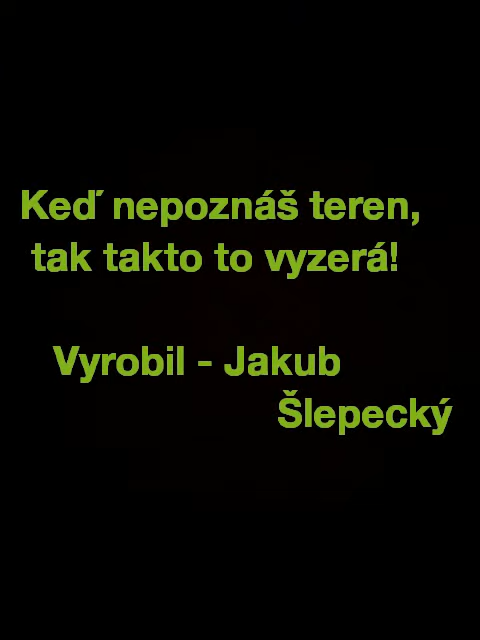 Keď nepoznáš teren,
tak takto to vyzerá!
Vyrobil - Jakub
Šlepecký